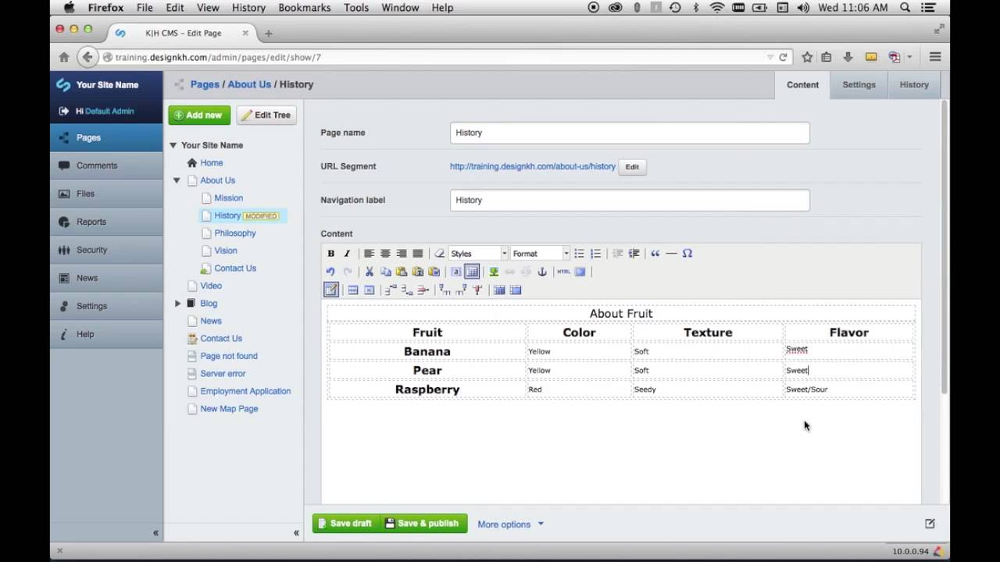 Firefox File Edit View History Bookmarks Tools Window Help Wed 11:06 AM
K|H CMS - Edit Page
training.designkh.com/admin/pages/edit/show/7
Your Site Name
Hi Default Admin
Pages
Comments
Files
Reports
Security
News
Settings
Help
Pages / About Us / History
Content Settings History
Add new Edit Tree
Your Site Name
Home
About Us
Mission
History MODIFIED
Philosophy
Vision
Contact Us
Video
Blog
News
Contact Us
Page not found
Server error
Employment Application
New Map Page
Page name History
URL Segment http://training.designkh.com/about-us/history Edit
Navigation label History
Content
B I Styles Format Ω
HTML
About Fruit
Fruit Color Texture Flavor
Banana Yellow Soft Sweet
Pear Yellow Soft Sweet
Raspberry Red Seedy Sweet/Sour
Save draft Save & publish More options
10.0.0.94